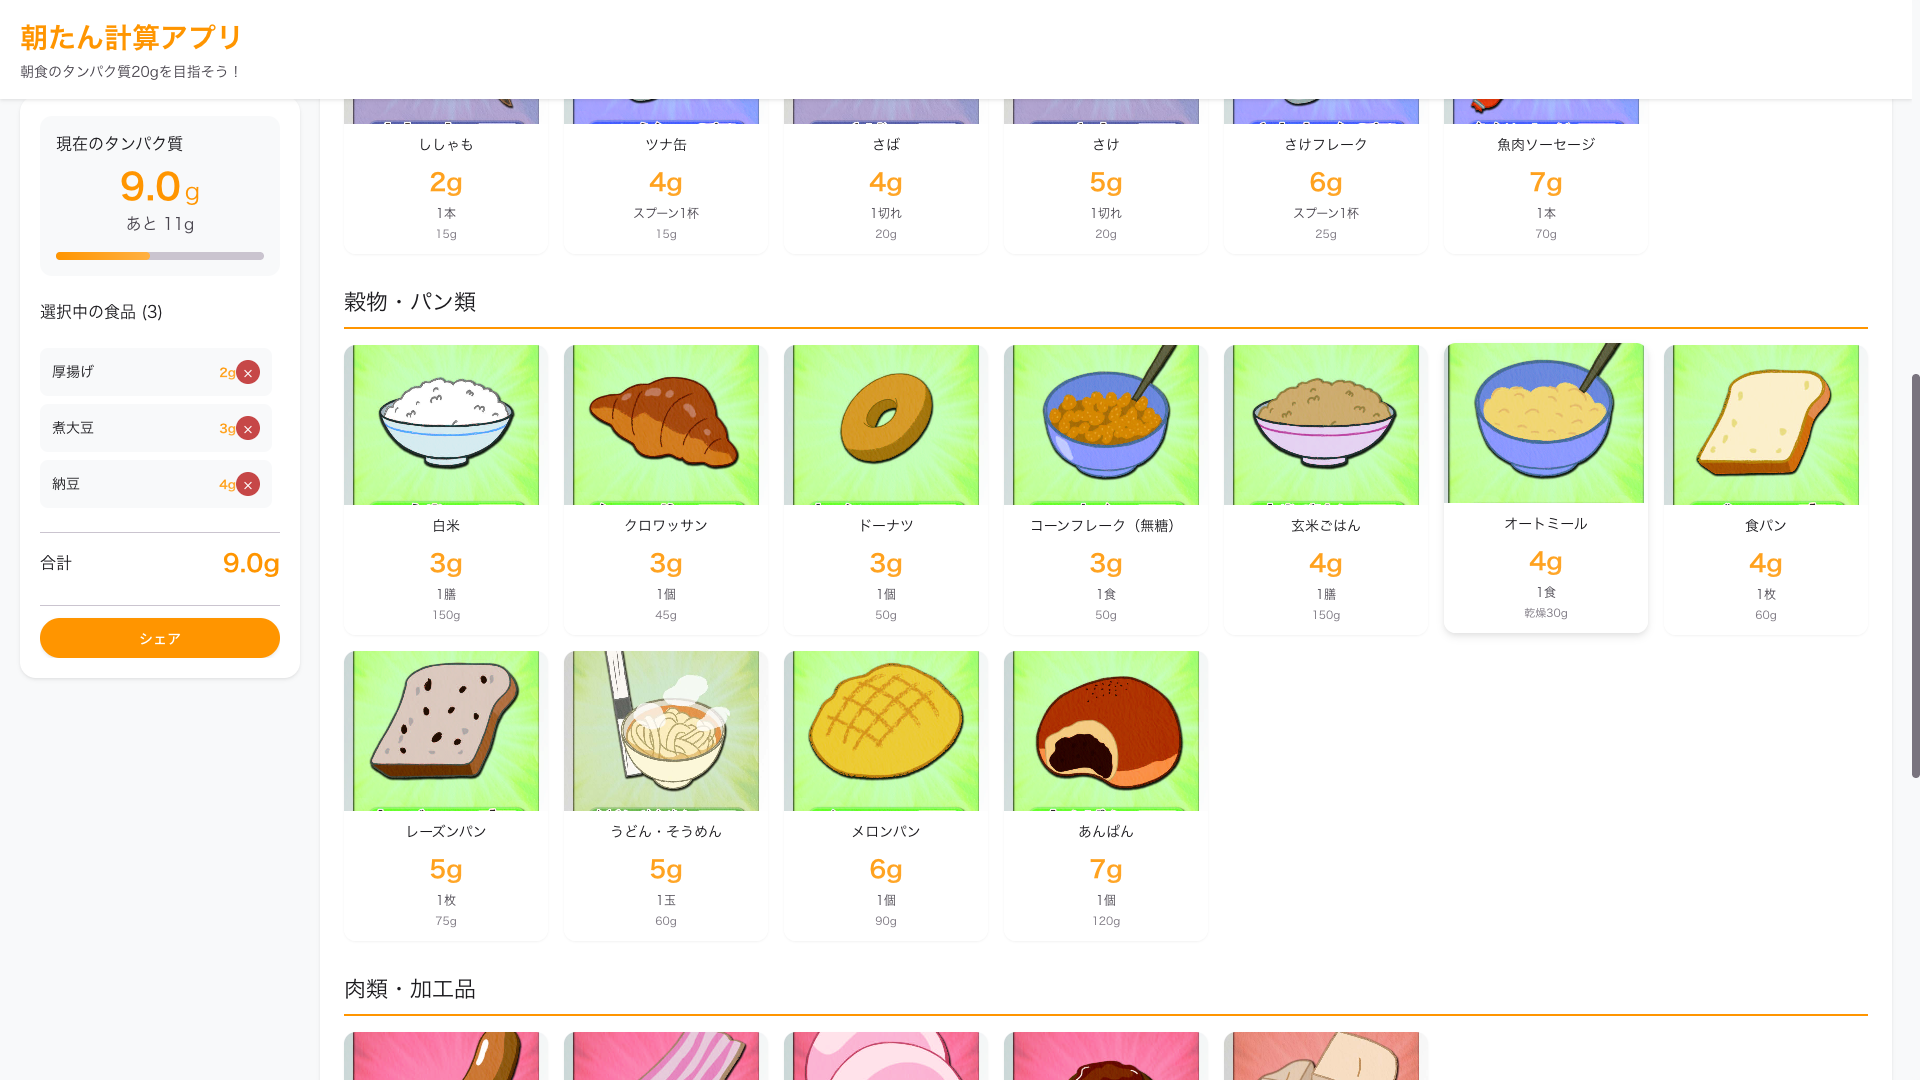 朝たん計算アプリ
朝食のタンパク質20gを目指そう！
現在のタンパク質
9.0g
あと 11g
選択中の食品 (3)
厚揚げ 2g ×
煮大豆 3g ×
納豆 4g ×
合計 9.0g
シェア
ししゃも
2g
1本
15g
ツナ缶
4g
スプーン1杯
15g
さば
4g
1切れ
20g
さけ
5g
1切れ
20g
さけフレーク
6g
スプーン1杯
25g
魚肉ソーセージ
7g
1本
70g
穀物・パン類
白米
3g
1膳
150g
クロワッサン
3g
1個
45g
ドーナツ
3g
1個
50g
コーンフレーク（無糖）
3g
1食
50g
玄米ごはん
4g
1膳
150g
オートミール
4g
1食
乾燥30g
食パン
4g
1枚
60g
レーズンパン
5g
1枚
75g
うどん・そうめん
5g
1玉
60g
メロンパン
6g
1個
90g
あんぱん
7g
1個
120g
肉類・加工品